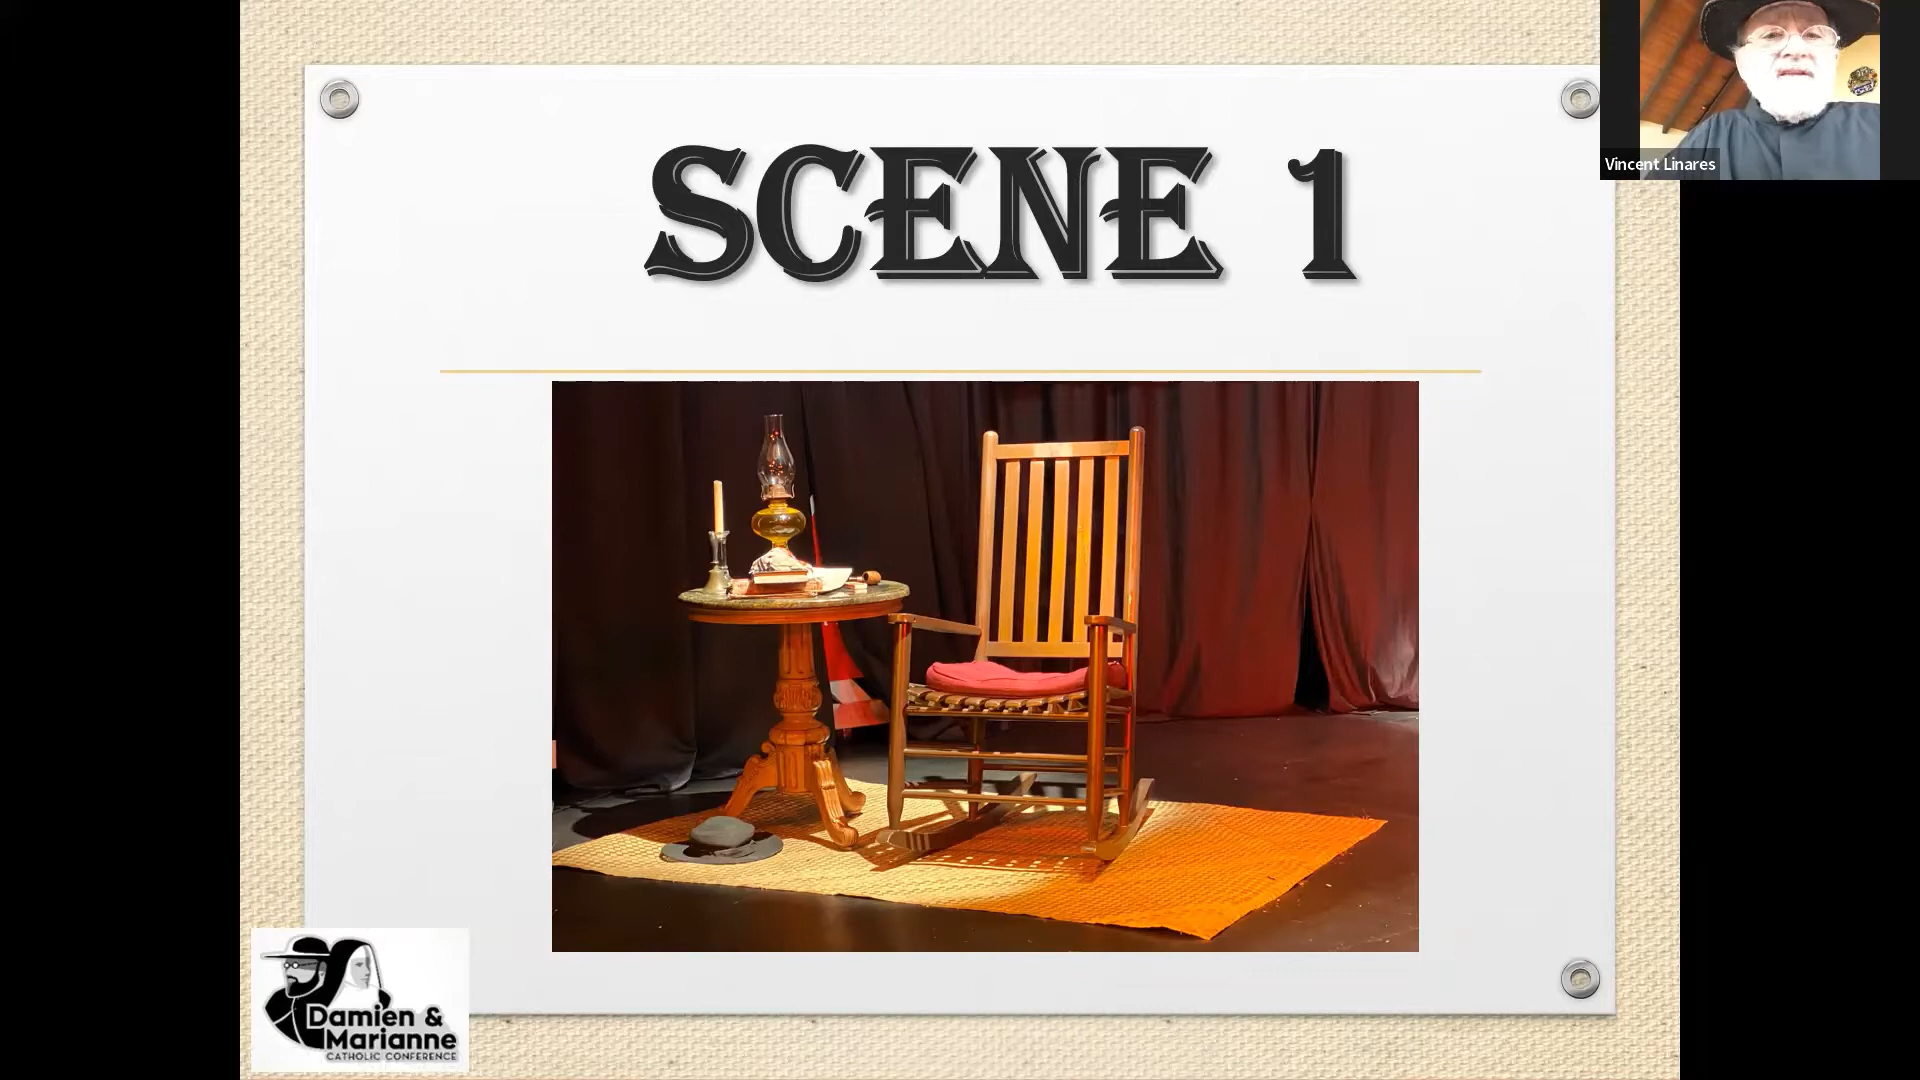 SCENE 1
Vincent Linares
Damien &
Marianne
CATHOLIC CONFERENCE